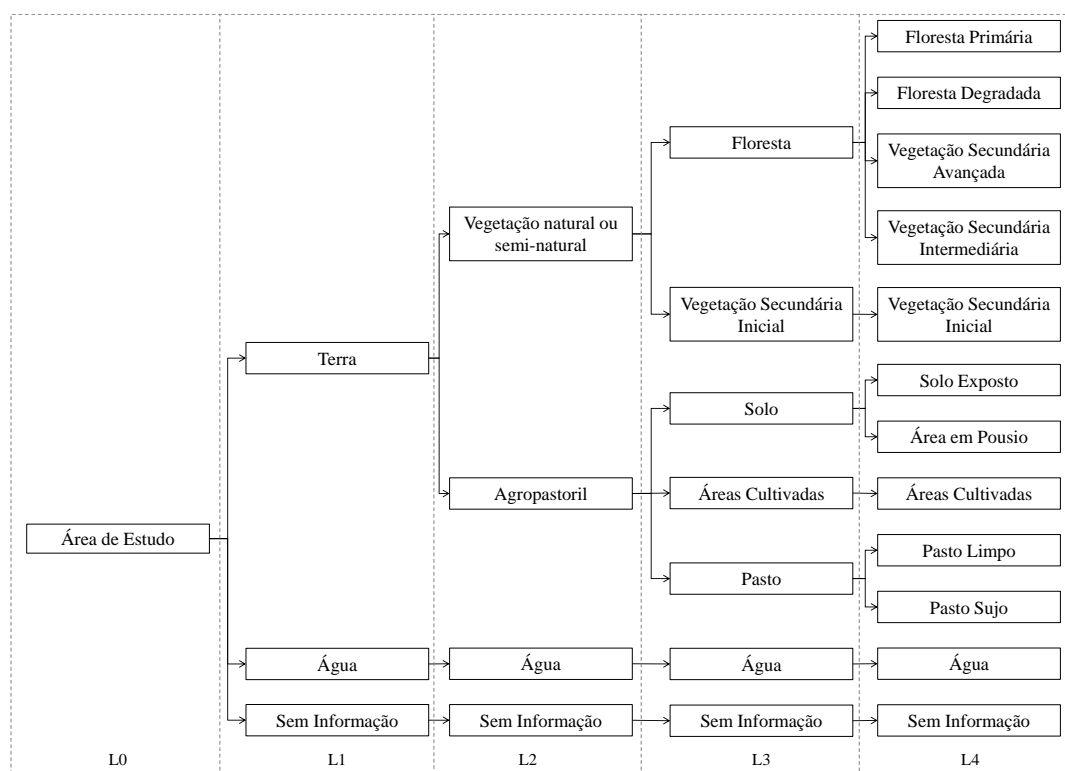 Floresta Primária
Floresta Degradada
Floresta
Vegetação Secundária
Avançada
Vegetação natural ou
semi-natural
Vegetação Secundária
Intermediária
Vegetação Secundária
Inicial
Vegetação Secundária
Inicial
Terra
Solo
Solo Exposto
Área em Pousio
Agropastoril
Áreas Cultivadas
Áreas Cultivadas
Área de Estudo
Pasto
Pasto Limpo
Pasto Sujo
Água
Água
Água
Água
Sem Informação
Sem Informação
Sem Informação
Sem Informação
L0
L1
L2
L3
L4